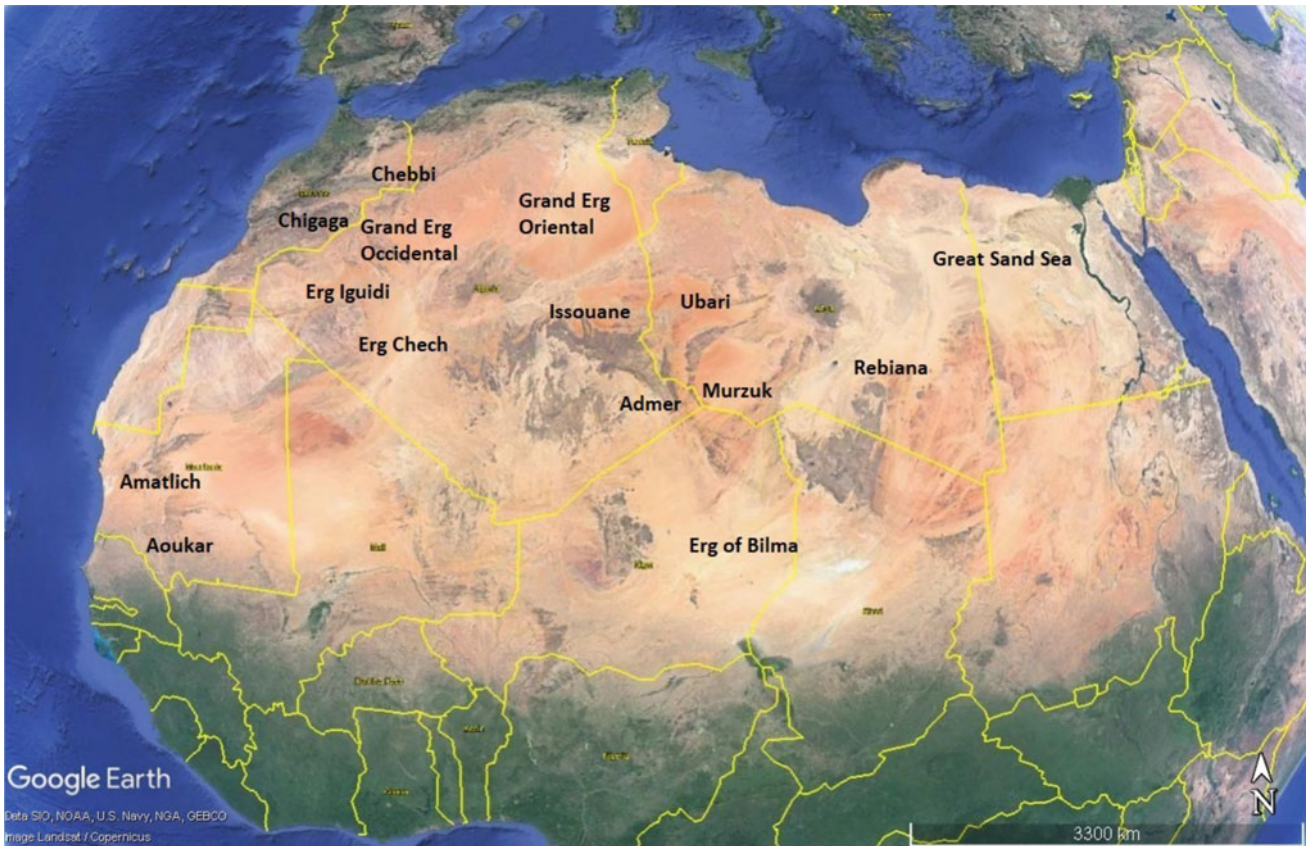 Chebbi
Chigaga
Grand Erg
Occidental
Grand Erg
Oriental
Great Sand Sea
Erg Iguidi
Issouane
Ubari
Erg Chech
Rebiana
Admer
Murzuk
Amatlich
Aoukar
Erg of Bilma
Google Earth
Data SIO, NOAA, U.S. Navy, NGA, GEBCO
Image Landsat / Copernicus
N
3300 km